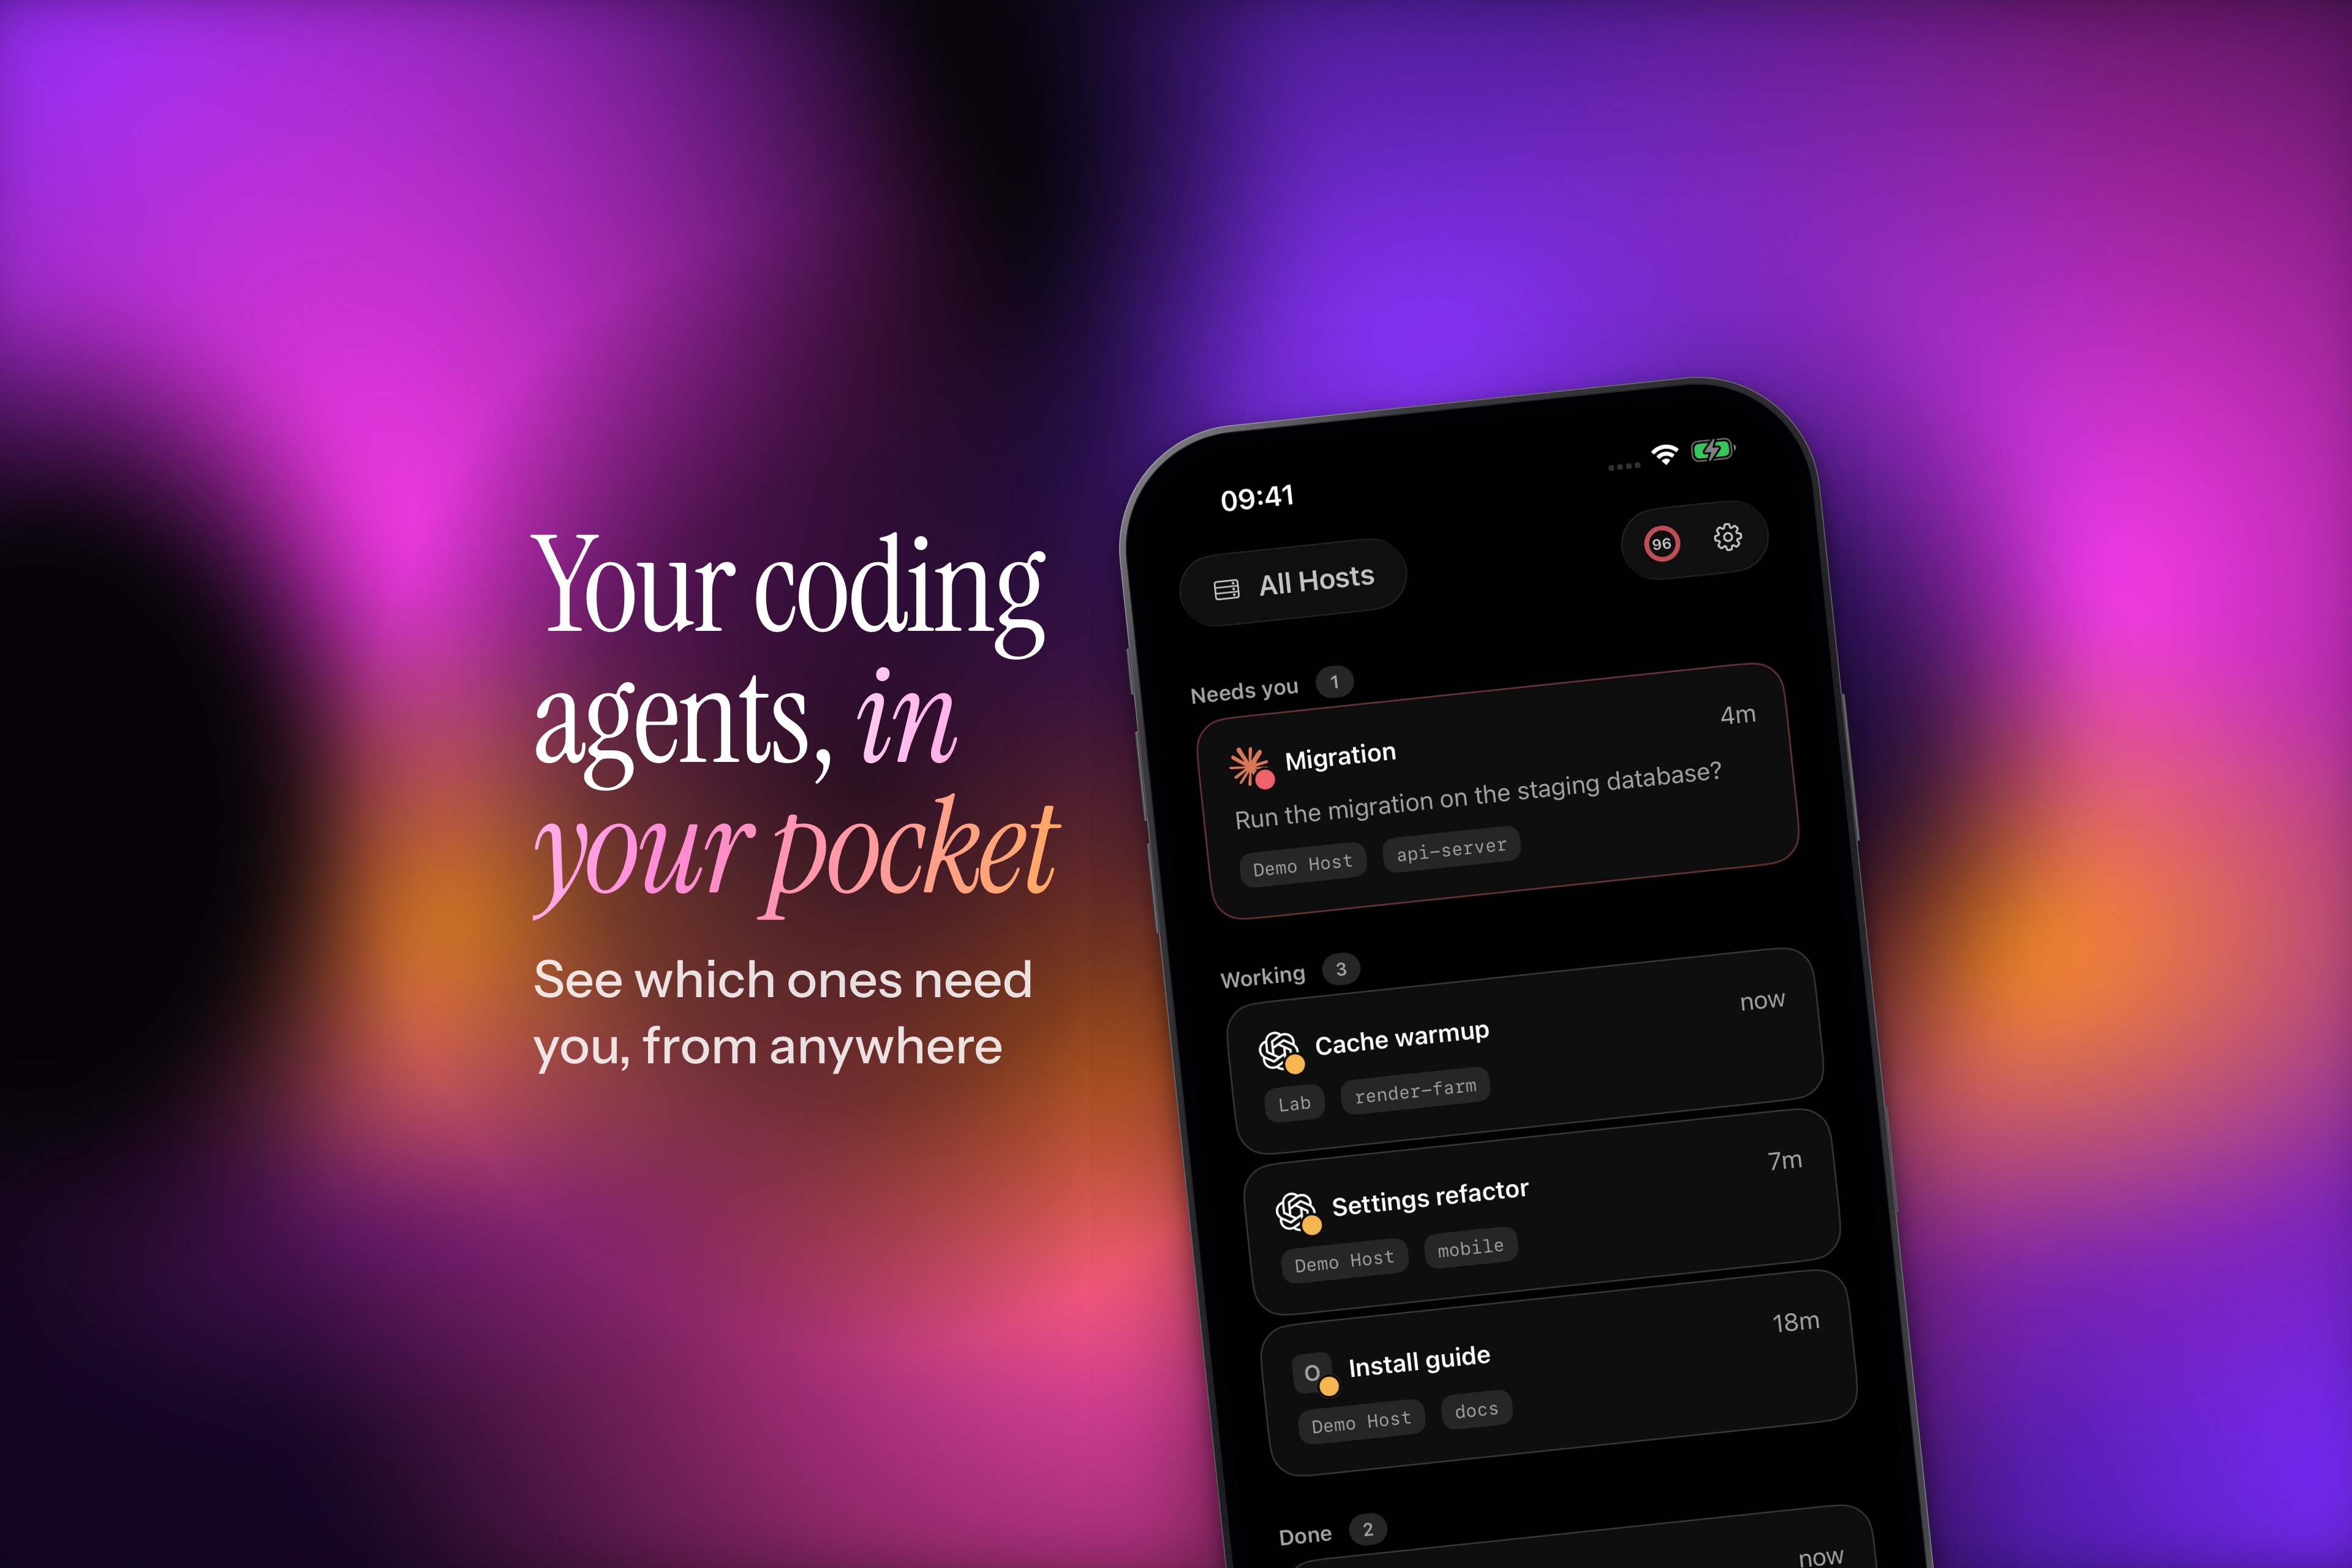 Your coding
agents, in
your pocket
See which ones need
you, from anywhere
09:41
All Hosts
96
Needs you 1
Migration 4m
Run the migration on the staging database?
Demo Host api-server
Working 3
Cache warmup now
Lab render-farm
Settings refactor 7m
Demo Host mobile
O Install guide 18m
Demo Host docs
Done 2
now